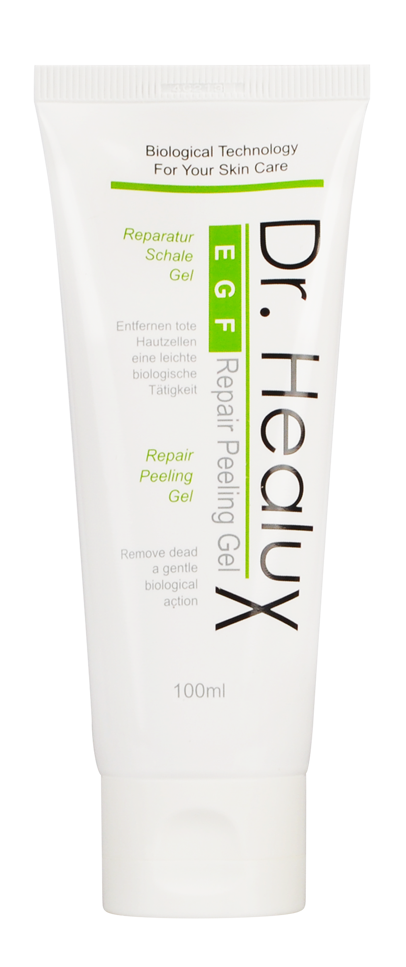 Biological Technology
For Your Skin Care
Reparatur
Schale
Gel
Entfernen tote
Hautzellen
eine leichte
biologische
Tätigkeit
Repair
Peeling
Gel
Remove dead
a gentle
biological
action
EGF Repair Peeling Gel
Dr. HealuX
100ml